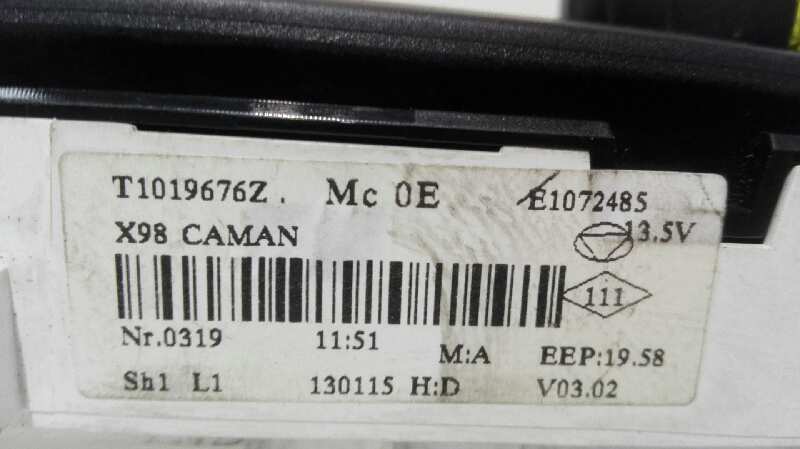 T1019676Z. Mc 0E E1072485
X98 CAMAN 13.5V
111
Nr.0319 11:51 M:A EEP:19.58
Sh1 L1 130115 H:D V03.02